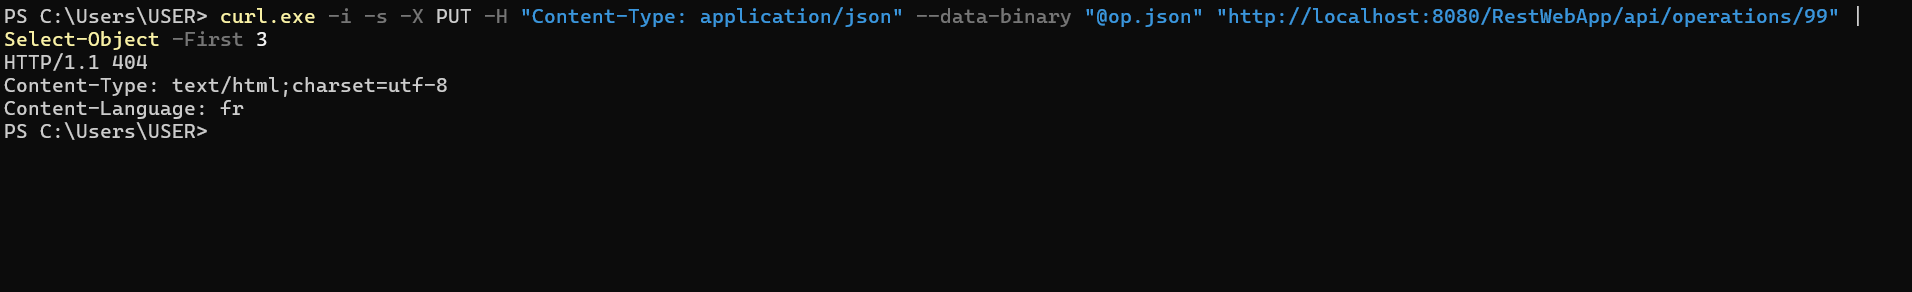 PS C:\Users\USER> curl.exe -i -s -X PUT -H "Content-Type: application/json" --data-binary "@op.json" "http://localhost:8080/RestWebApp/api/operations/99" |
Select-Object -First 3
HTTP/1.1 404
Content-Type: text/html;charset=utf-8
Content-Language: fr
PS C:\Users\USER>